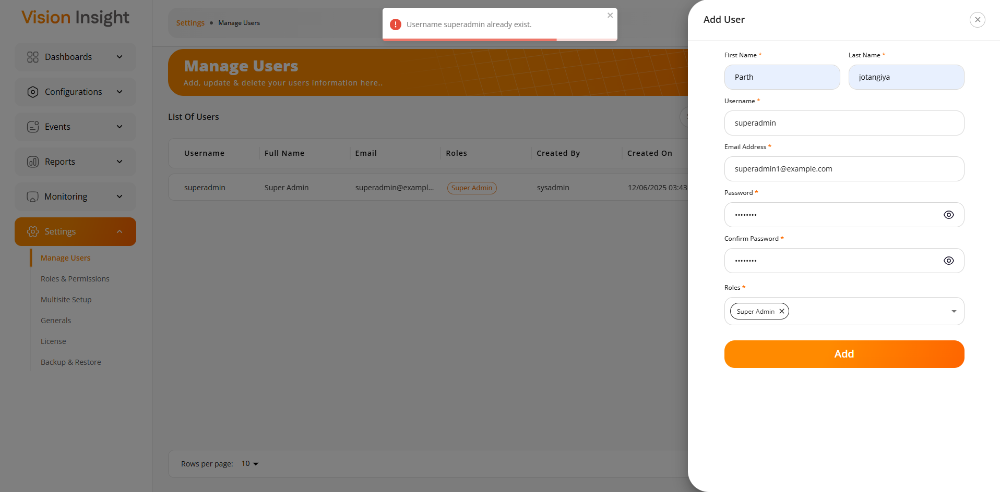 Vision Insight
Dashboards
Configurations
Events
Reports
Monitoring
Settings
Manage Users
Roles & Permissions
Multisite Setup
Generals
License
Backup & Restore
Settings • Manage Users
Username superadmin already exist.
Manage Users
Add, update & delete your users information here..
List Of Users
Username Full Name Email Roles Created By Created On
superadmin Super Admin superadmin@exampl... Super Admin sysadmin 12/06/2025 03:43
Rows per page: 10
Add User
First Name * Last Name *
Parth jotangiya
Username *
superadmin
Email Address *
superadmin1@example.com
Password *
••••••••
Confirm Password *
••••••••
Roles *
Super Admin
Add